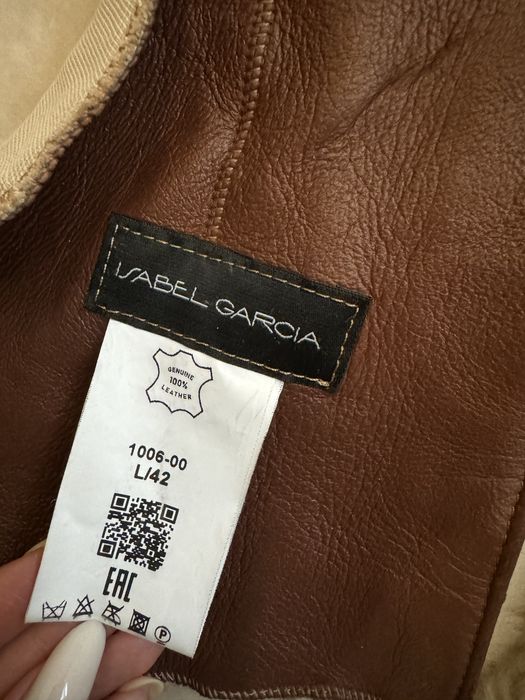 ISABEL GARCIA
GENUINE
100%
LEATHER
1006-00
L/42
EAC
P